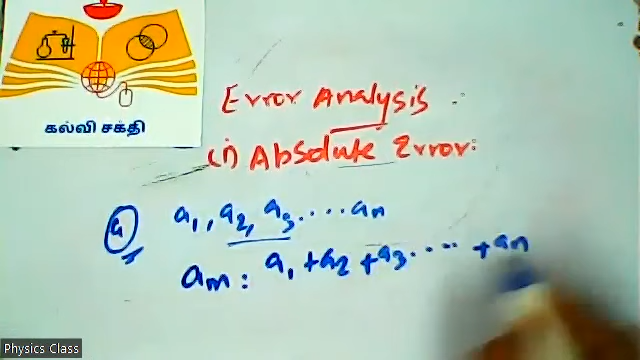 கல்வி சக்தி
Error Analysis
(i) Absolute Error:
a a₁, a₂, a₃ .... aₙ
aₘ : a₁ + a₂ + a₃ .... + aₙ
Physics Class